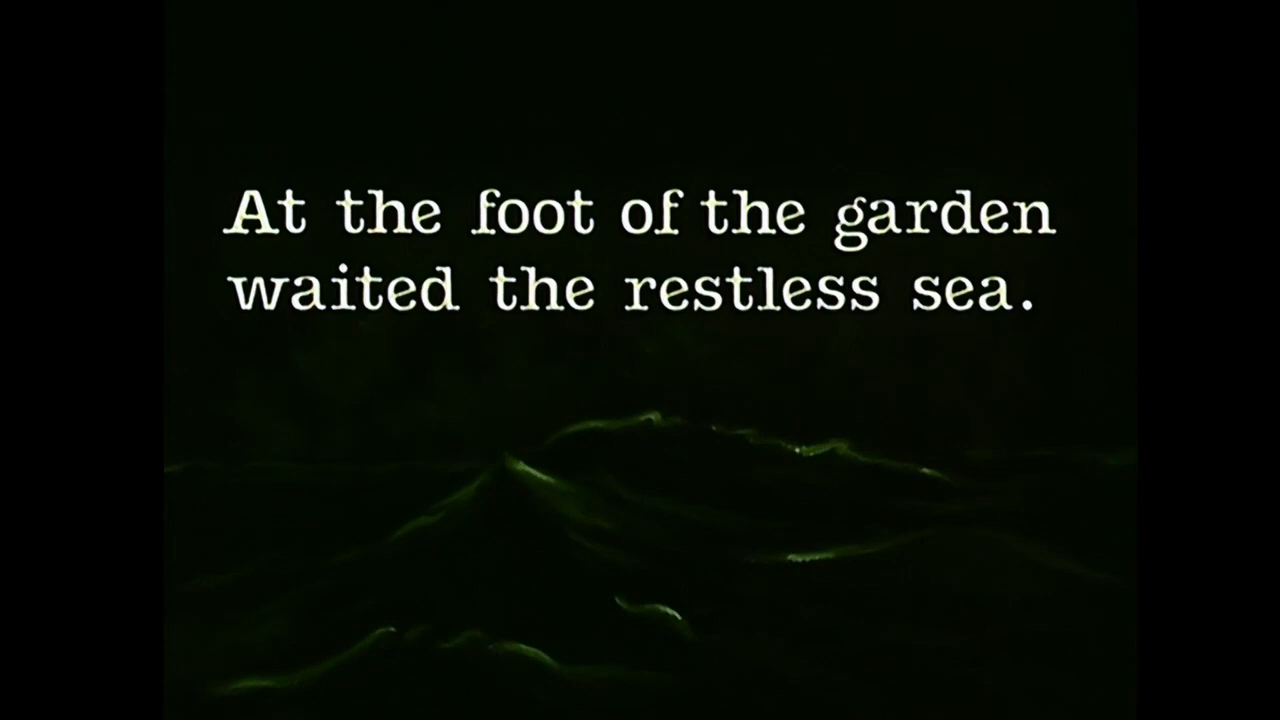 At the foot of the garden
waited the restless sea.